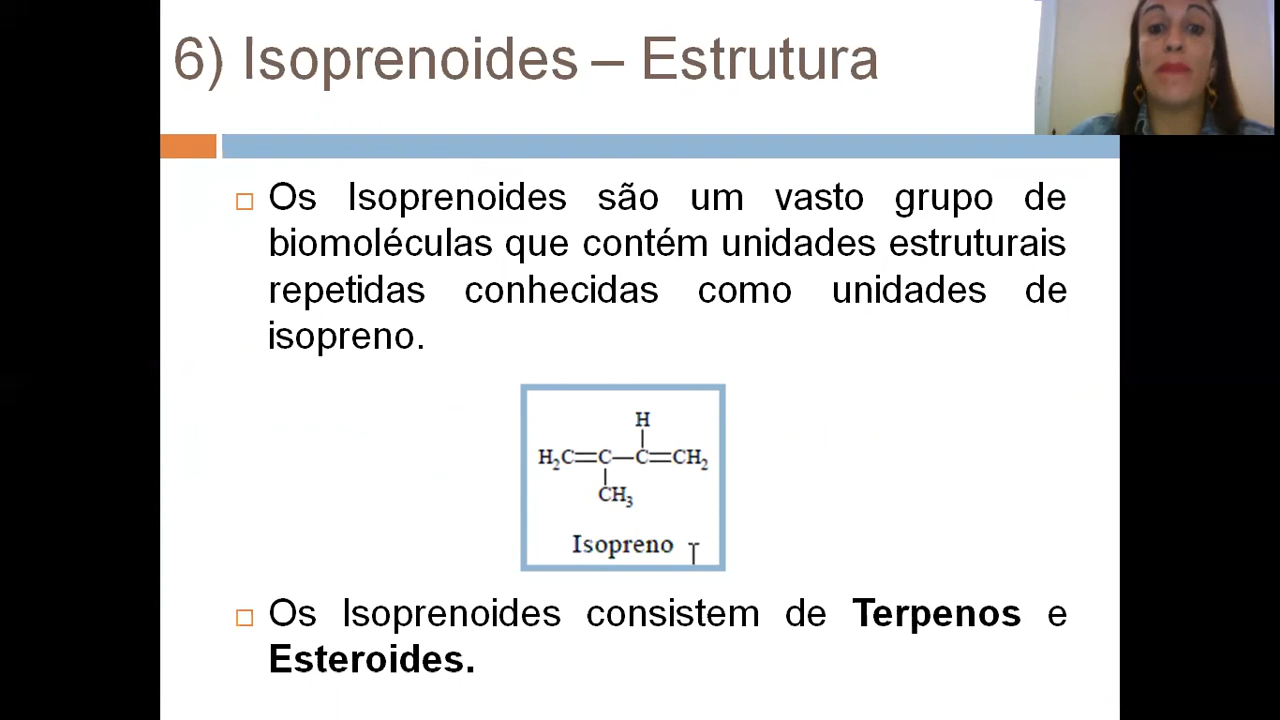 6) Isoprenoides – Estrutura
Os Isoprenoides são um vasto grupo de
biomoléculas que contém unidades estruturais
repetidas conhecidas como unidades de
isopreno.
H
H₂C=C—C=CH₂
CH₃
Isopreno
Os Isoprenoides consistem de Terpenos e
Esteroides.